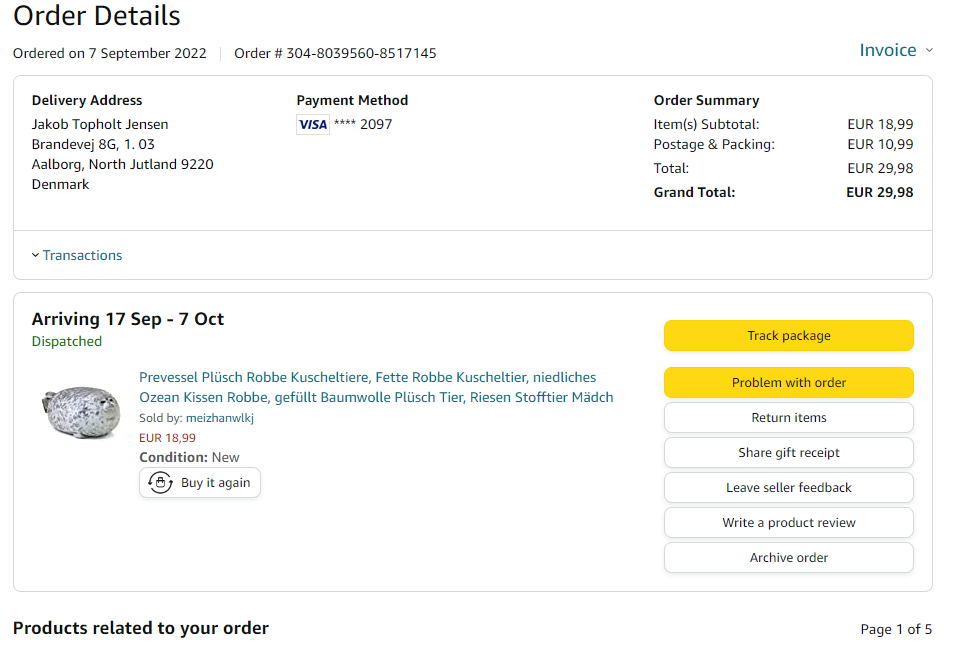 Order Details
Ordered on 7 September 2022 Order # 304-8039560-8517145
Invoice
Delivery Address
Jakob Topholt Jensen
Brandevej 8G, 1. 03
Aalborg, North Jutland 9220
Denmark
Payment Method
VISA **** 2097
Order Summary
Item(s) Subtotal: EUR 18,99
Postage & Packing: EUR 10,99
Total: EUR 29,98
Grand Total: EUR 29,98
Transactions
Arriving 17 Sep - 7 Oct
Dispatched
Prevessel Plüsch Robbe Kuscheltiere, Fette Robbe Kuscheltier, niedliches
Ozean Kissen Robbe, gefüllt Baumwolle Plüsch Tier, Riesen Stofftier Mädch
Sold by: meizhanwlkj
EUR 18,99
Condition: New
Buy it again
Track package
Problem with order
Return items
Share gift receipt
Leave seller feedback
Write a product review
Archive order
Products related to your order
Page 1 of 5